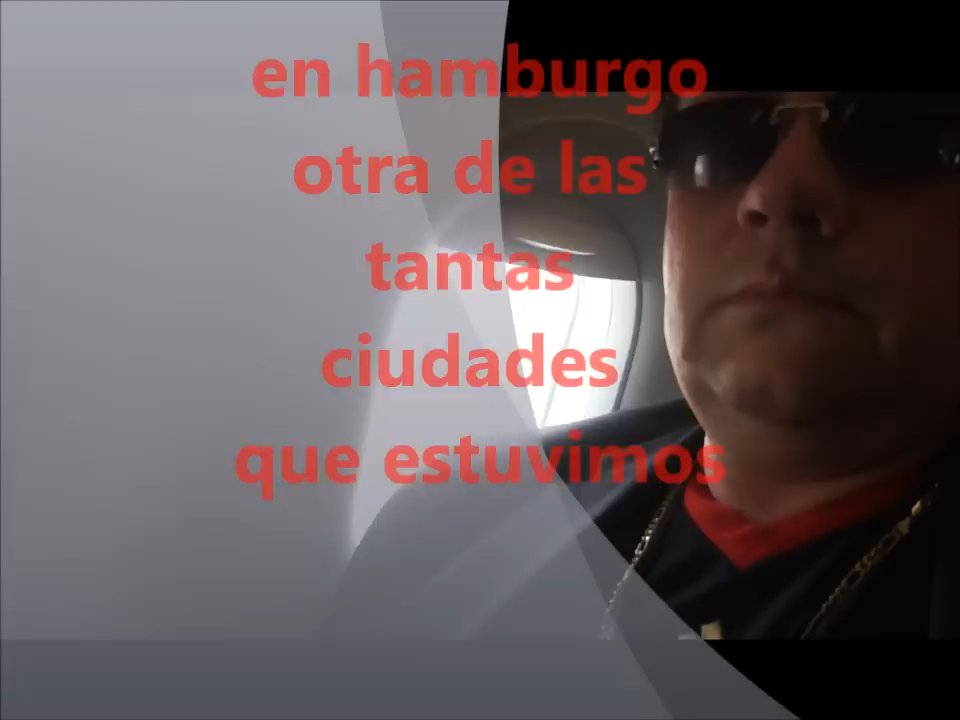 en hamburgo
otra de las
tantas
ciudades
que estuvimos